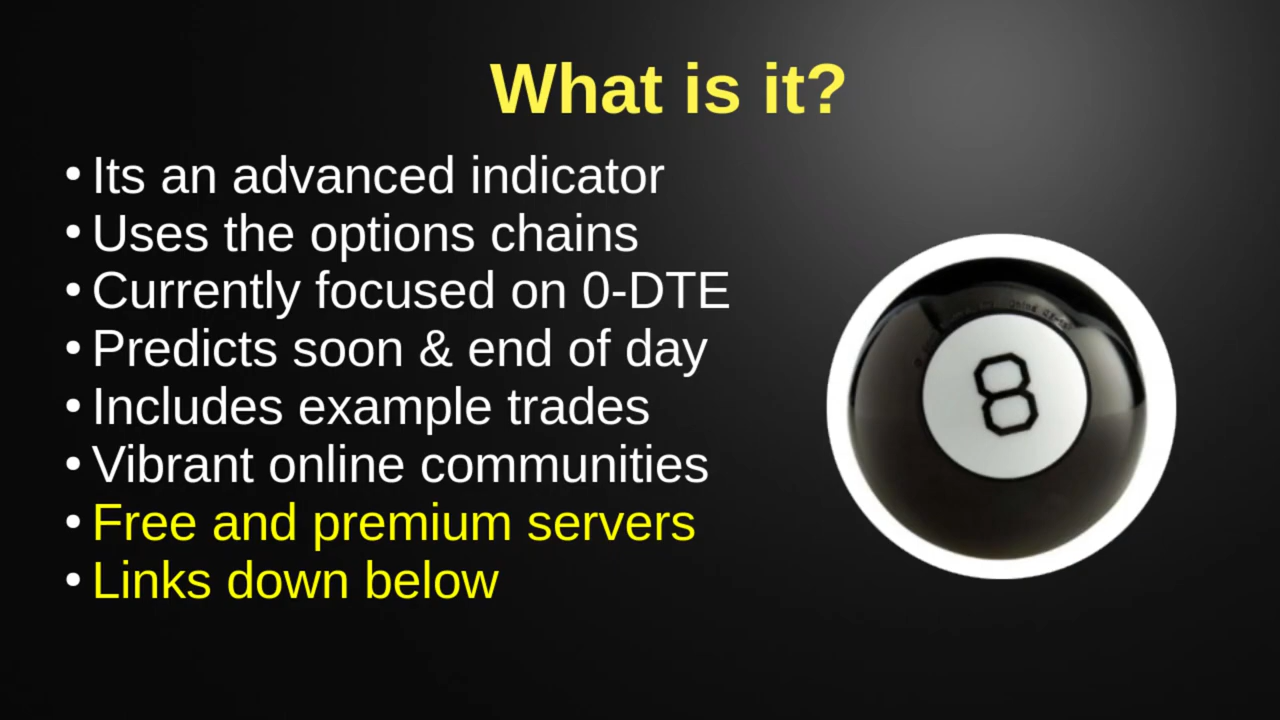 What is it?
• Its an advanced indicator
• Uses the options chains
• Currently focused on 0-DTE
• Predicts soon & end of day
• Includes example trades
• Vibrant online communities
• Free and premium servers
• Links down below
8